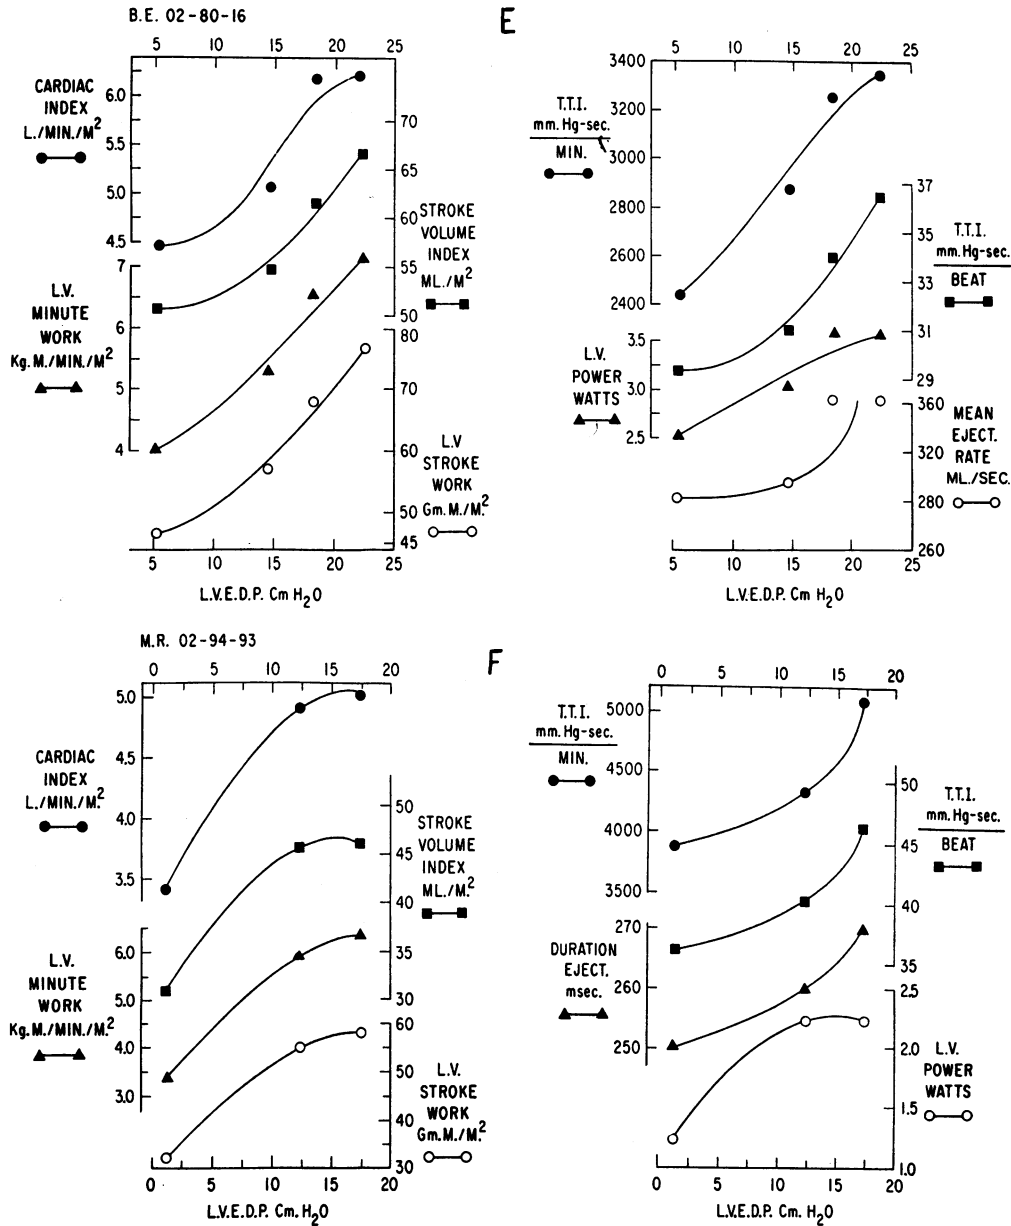 B.E. 02-80-16
E
5 10 15 20 25
CARDIAC
INDEX
L./MIN./M²
6.0
5.5
5.0
4.5
70
65
60
55
50
STROKE
VOLUME
INDEX
ML./M²
L.V.
MINUTE
WORK
Kg.M./MIN./M²
7
6
5
4
80
70
60
50
45
L.V
STROKE
WORK
Gm.M./M.²
5 10 15 20 25
L.V.E.D.P. Cm H₂O
5 10 15 20 25
T.T.I.
mm.Hg-sec.
MIN.
3400
3200
3000
2800
2600
2400
37
35
33
31
29
T.T.I.
mm.Hg-sec.
BEAT
L.V.
POWER
WATTS
3.5
3.0
2.5
360
320
280
260
MEAN
EJECT.
RATE
ML./SEC.
5 10 15 20 25
L.V.E.D.P. Cm H₂O
M.R. 02-94-93
F
0 5 10 15 20
CARDIAC
INDEX
L./MIN./M.²
5.0
4.5
4.0
3.5
50
45
40
35
30
STROKE
VOLUME
INDEX
ML./M.²
L.V.
MINUTE
WORK
Kg.M./MIN./M.²
6.0
5.0
4.0
3.0
60
50
40
30
L.V.
STROKE
WORK
Gm.M./M.²
0 5 10 15 20
L.V.E.D.P. Cm. H₂O
0 5 10 15 20
T.T.I.
mm. Hg-sec.
MIN.
5000
4500
4000
3500
50
45
40
35
T.T.I.
mm.Hg-sec.
BEAT
DURATION
EJECT.
msec.
270
260
250
2.5
2.0
1.5
1.0
L.V.
POWER
WATTS
0 5 10 15 20
L.V.E.D.P. Cm. H₂O